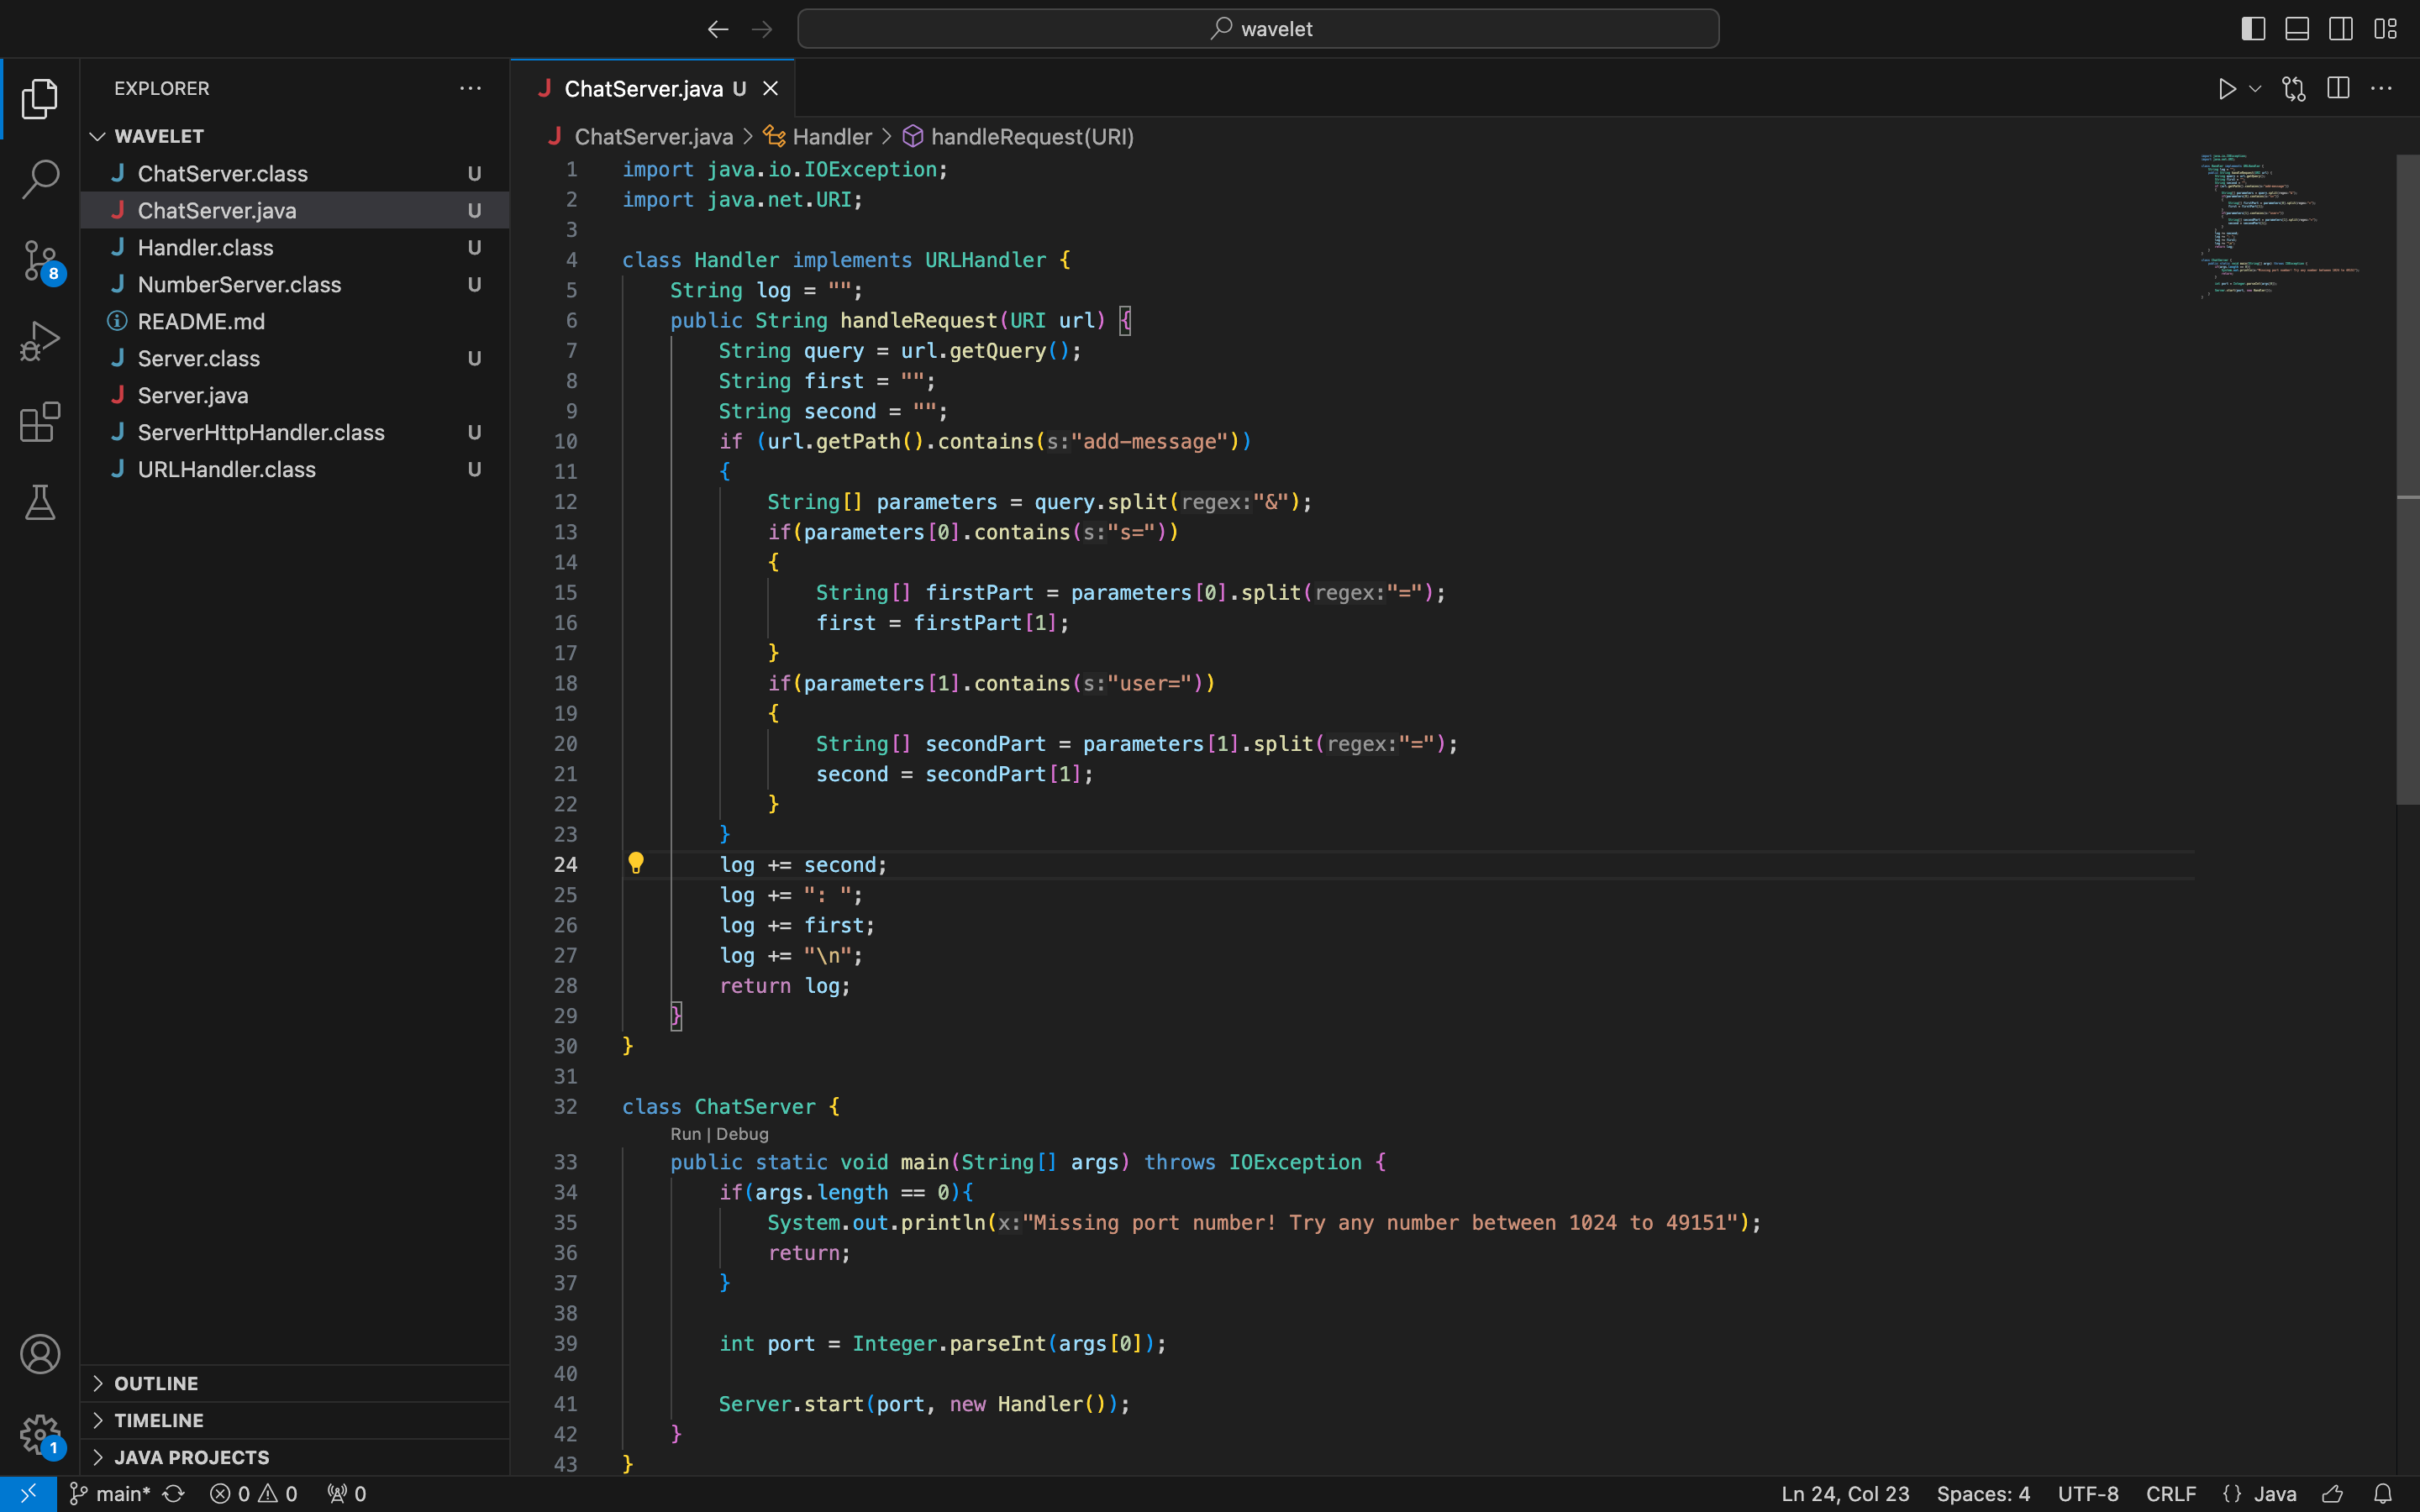 wavelet
EXPLORER
WAVELET
ChatServer.class U
ChatServer.java U
Handler.class U
NumberServer.class U
README.md
Server.class U
Server.java
ServerHttpHandler.class U
URLHandler.class U
8
OUTLINE
TIMELINE
JAVA PROJECTS
1
ChatServer.java U
ChatServer.java > Handler > handleRequest(URI)
1 import java.io.IOException;
2 import java.net.URI;
3
4 class Handler implements URLHandler {
5 String log = "";
6 public String handleRequest(URI url) {
7 String query = url.getQuery();
8 String first = "";
9 String second = "";
10 if (url.getPath().contains(s:"add-message"))
11 {
12 String[] parameters = query.split(regex:"&");
13 if(parameters[0].contains(s:"s="))
14 {
15 String[] firstPart = parameters[0].split(regex:"=");
16 first = firstPart[1];
17 }
18 if(parameters[1].contains(s:"user="))
19 {
20 String[] secondPart = parameters[1].split(regex:"=");
21 second = secondPart[1];
22 }
23 }
24 log += second;
25 log += ": ";
26 log += first;
27 log += "\n";
28 return log;
29 }
30 }
31
32 class ChatServer {
Run | Debug
33 public static void main(String[] args) throws IOException {
34 if(args.length == 0){
35 System.out.println(x:"Missing port number! Try any number between 1024 to 49151");
36 return;
37 }
38
39 int port = Integer.parseInt(args[0]);
40
41 Server.start(port, new Handler());
42 }
43 }
main* 0 0 0
Ln 24, Col 23 Spaces: 4 UTF-8 CRLF {} Java